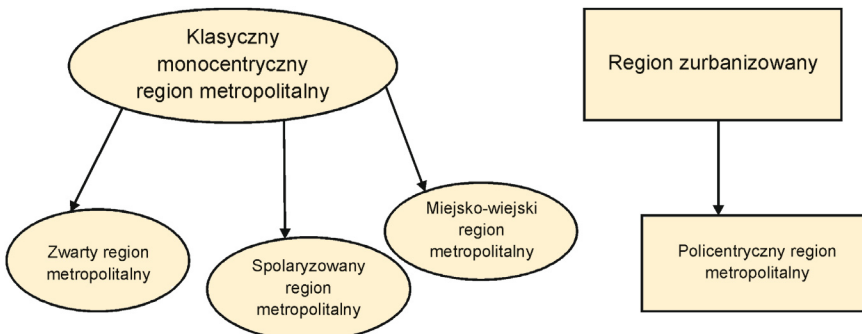 Klasyczny
monocentryczny
region metropolitalny
Region zurbanizowany
Zwarty region
metropolitalny
Spolaryzowany
region
metropolitalny
Miejsko-wiejski
region
metropolitalny
Policentryczny region
metropolitalny